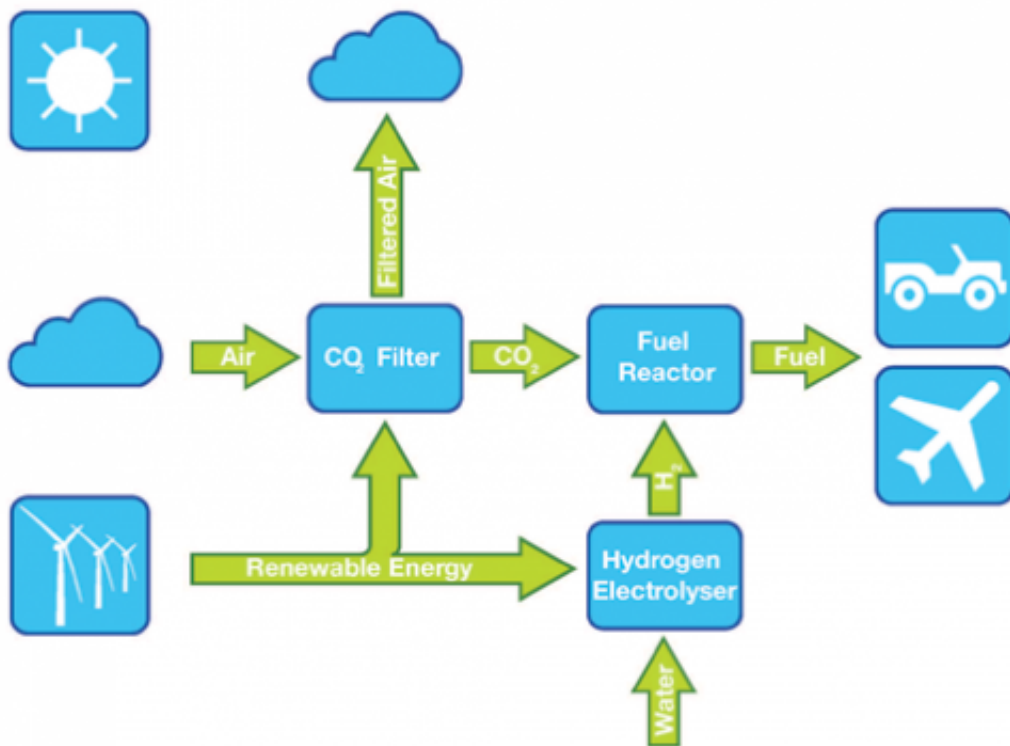 Filtered Air
Air
CO₂ Filter
CO₂
Fuel
Reactor
Fuel
H₂
Renewable Energy
Hydrogen
Electrolyser
Water